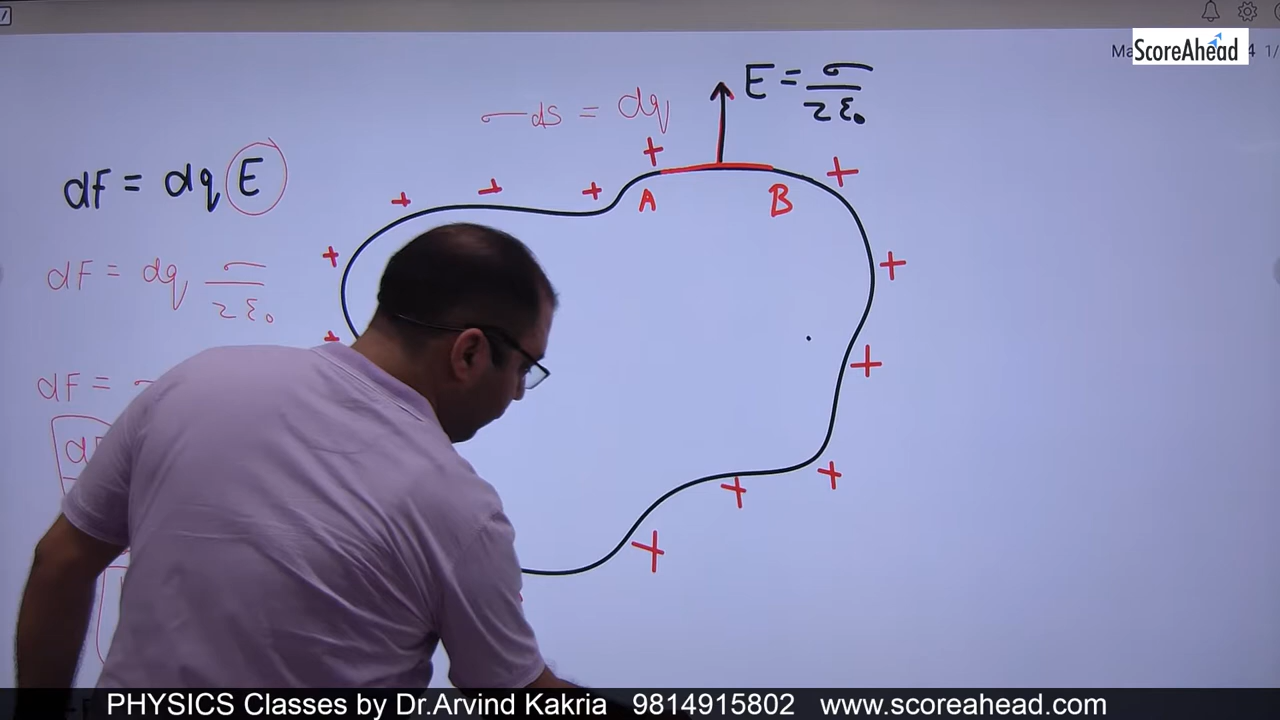 ScoreAhead
E = σ/2ε₀
σ ds = dq
dF = dq E
A B
dF = dq σ/2ε₀
dF =
PHYSICS Classes by Dr.Arvind Kakria 9814915802 www.scoreahead.com